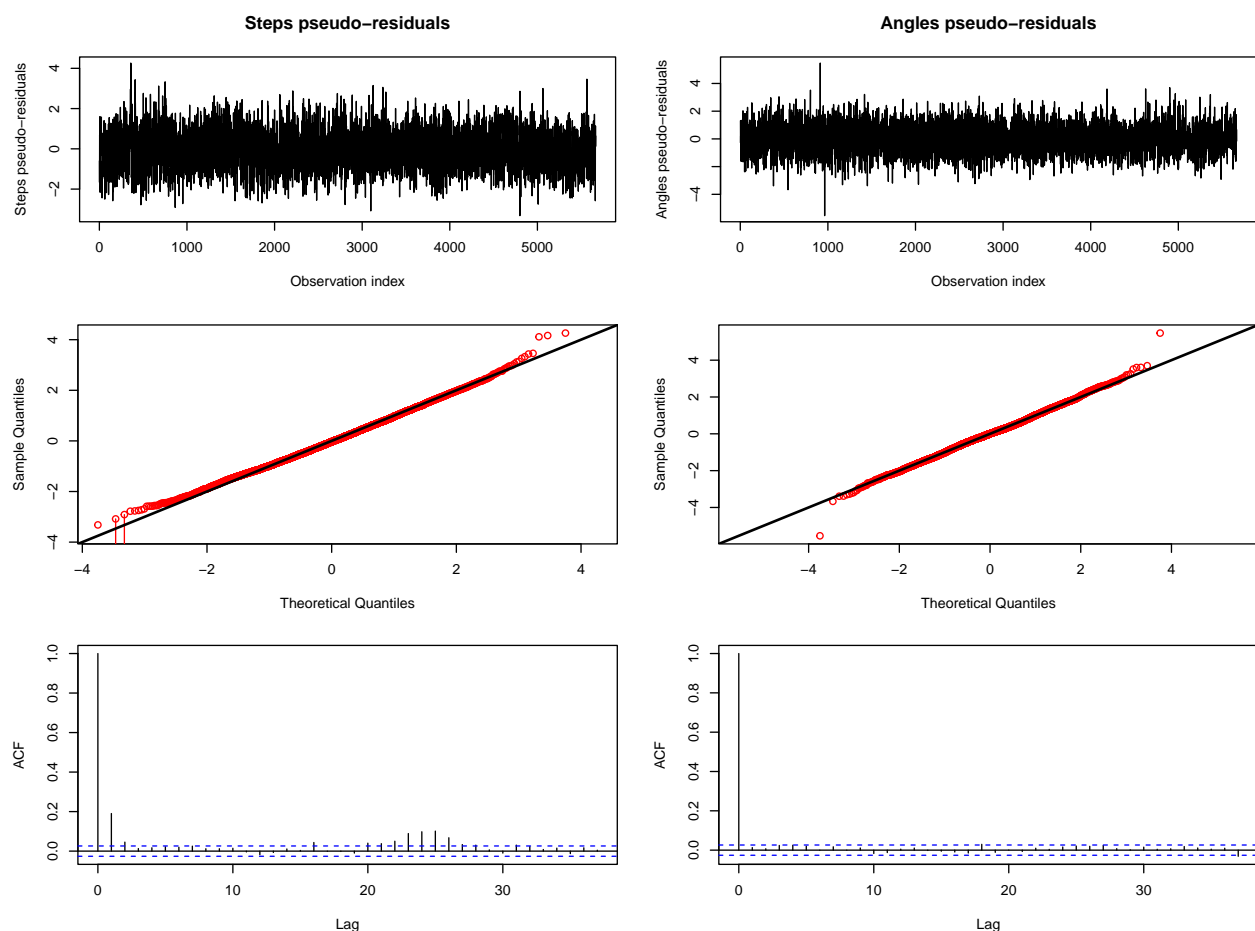 Steps pseudo−residuals
Steps pseudo−residuals
4
2
0
−2
0 1000 2000 3000 4000 5000
Observation index
Angles pseudo−residuals
Angles pseudo−residuals
4
2
0
−4
0 1000 2000 3000 4000 5000
Observation index
Sample Quantiles
4
2
0
−2
−4
−4 −2 0 2 4
Theoretical Quantiles
Sample Quantiles
4
2
0
−2
−4
−4 −2 0 2 4
Theoretical Quantiles
ACF
1.0
0.8
0.6
0.4
0.2
0.0
0 10 20 30
Lag
ACF
1.0
0.8
0.6
0.4
0.2
0.0
0 10 20 30
Lag